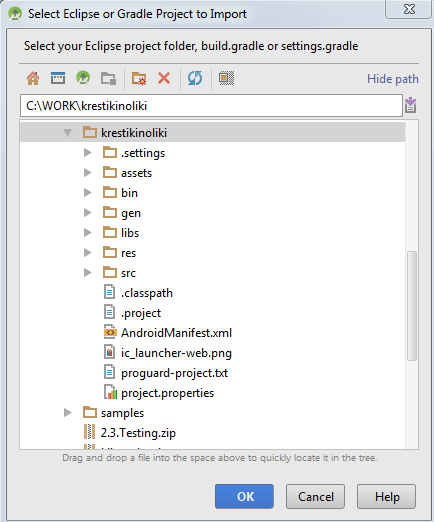 Select Eclipse or Gradle Project to Import
Select your Eclipse project folder, build.gradle or settings.gradle
Hide path
C:\WORK\krestikinoliki
krestikinoliki
.settings
assets
bin
gen
libs
res
src
.classpath
.project
AndroidManifest.xml
ic_launcher-web.png
proguard-project.txt
project.properties
samples
2.3.Testing.zip
Drag and drop a file into the space above to quickly locate it in the tree.
OK Cancel Help